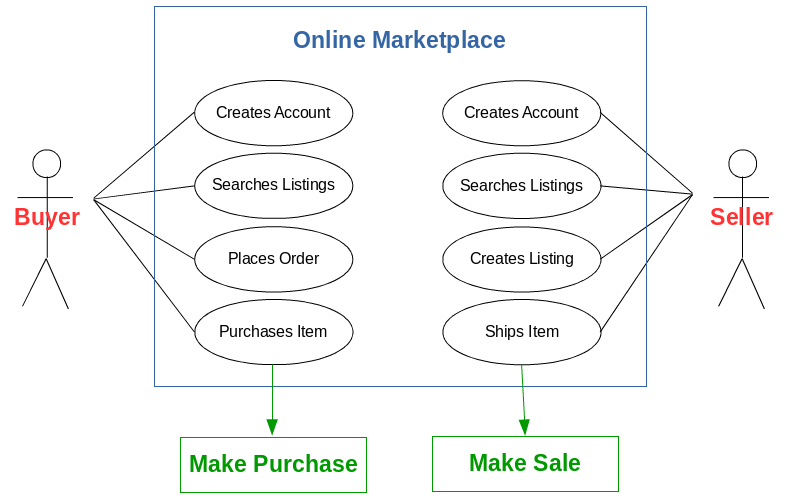 Online Marketplace
Creates Account
Creates Account
Searches Listings
Searches Listings
Buyer
Seller
Places Order
Creates Listing
Purchases Item
Ships Item
Make Purchase
Make Sale